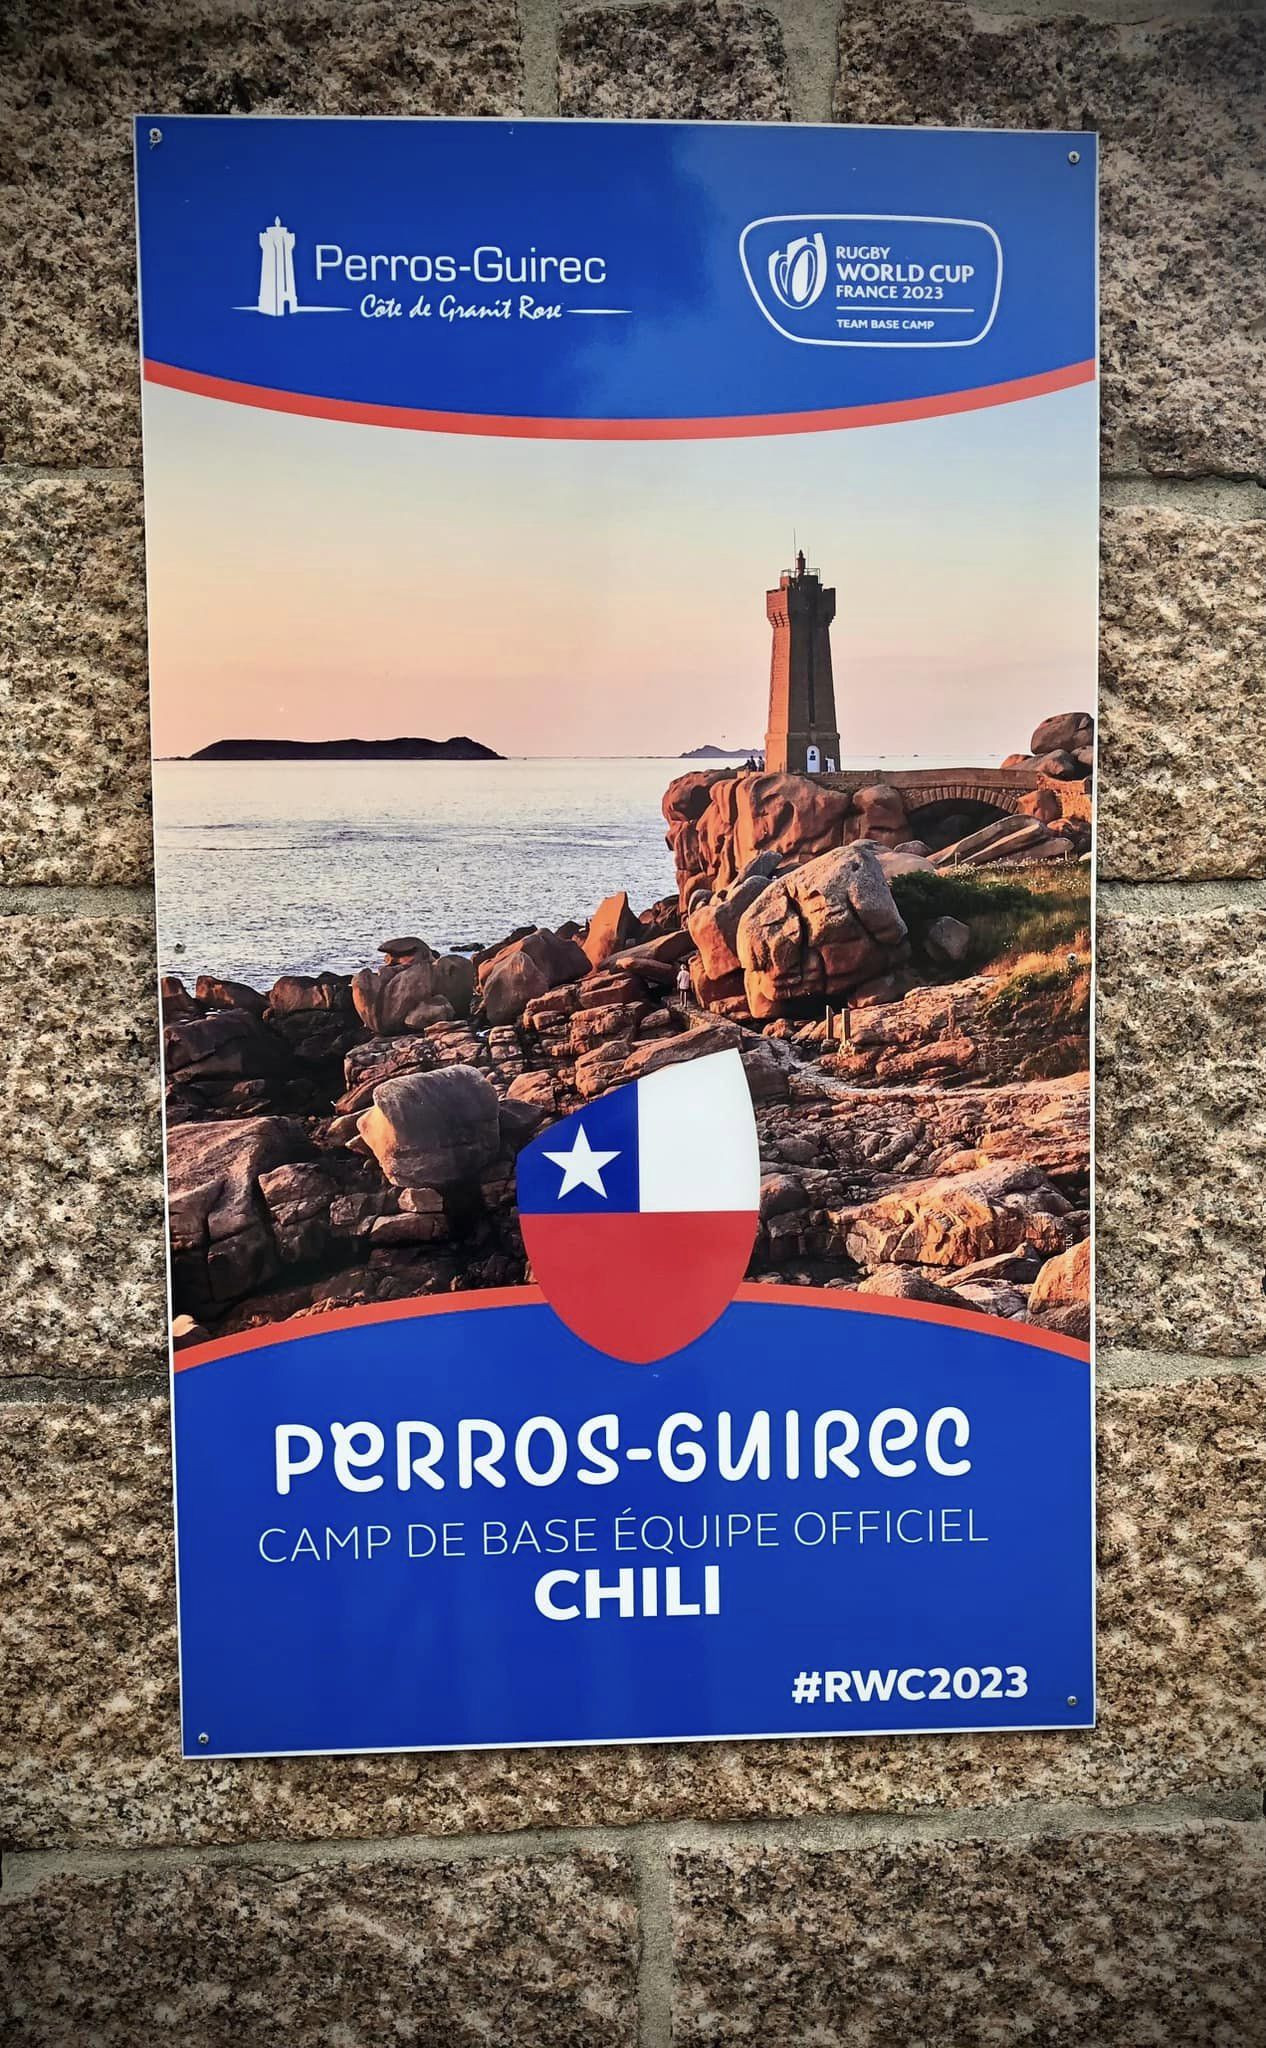 Perros-Guirec
Côte de Granit Rose
RUGBY
WORLD CUP
FRANCE 2023
TEAM BASE CAMP
PERROS-GUIREC
CAMP DE BASE ÉQUIPE OFFICIEL
CHILI
#RWC2023